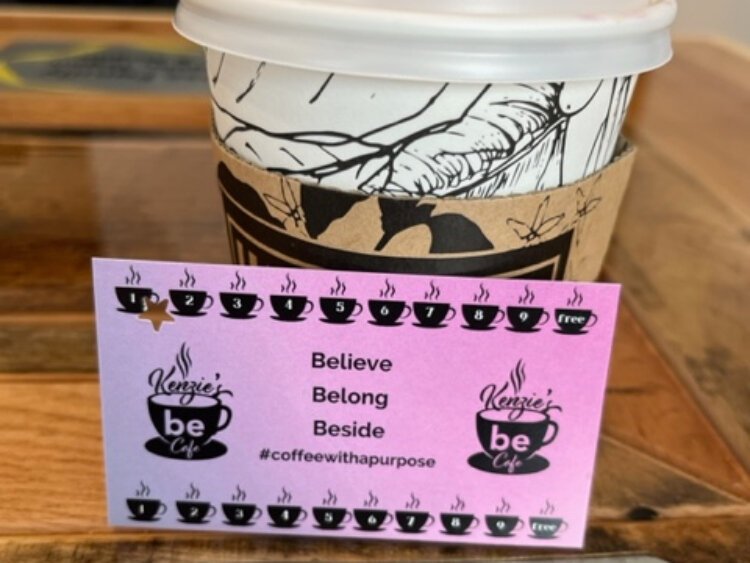 1 2 3 4 5 6 7 8 9 free
Kenzie's
be
Cafe
Believe
Belong
Beside
#coffeewithapurpose
Kenzie's
be
Cafe
1 2 3 4 5 6 7 8 9 free